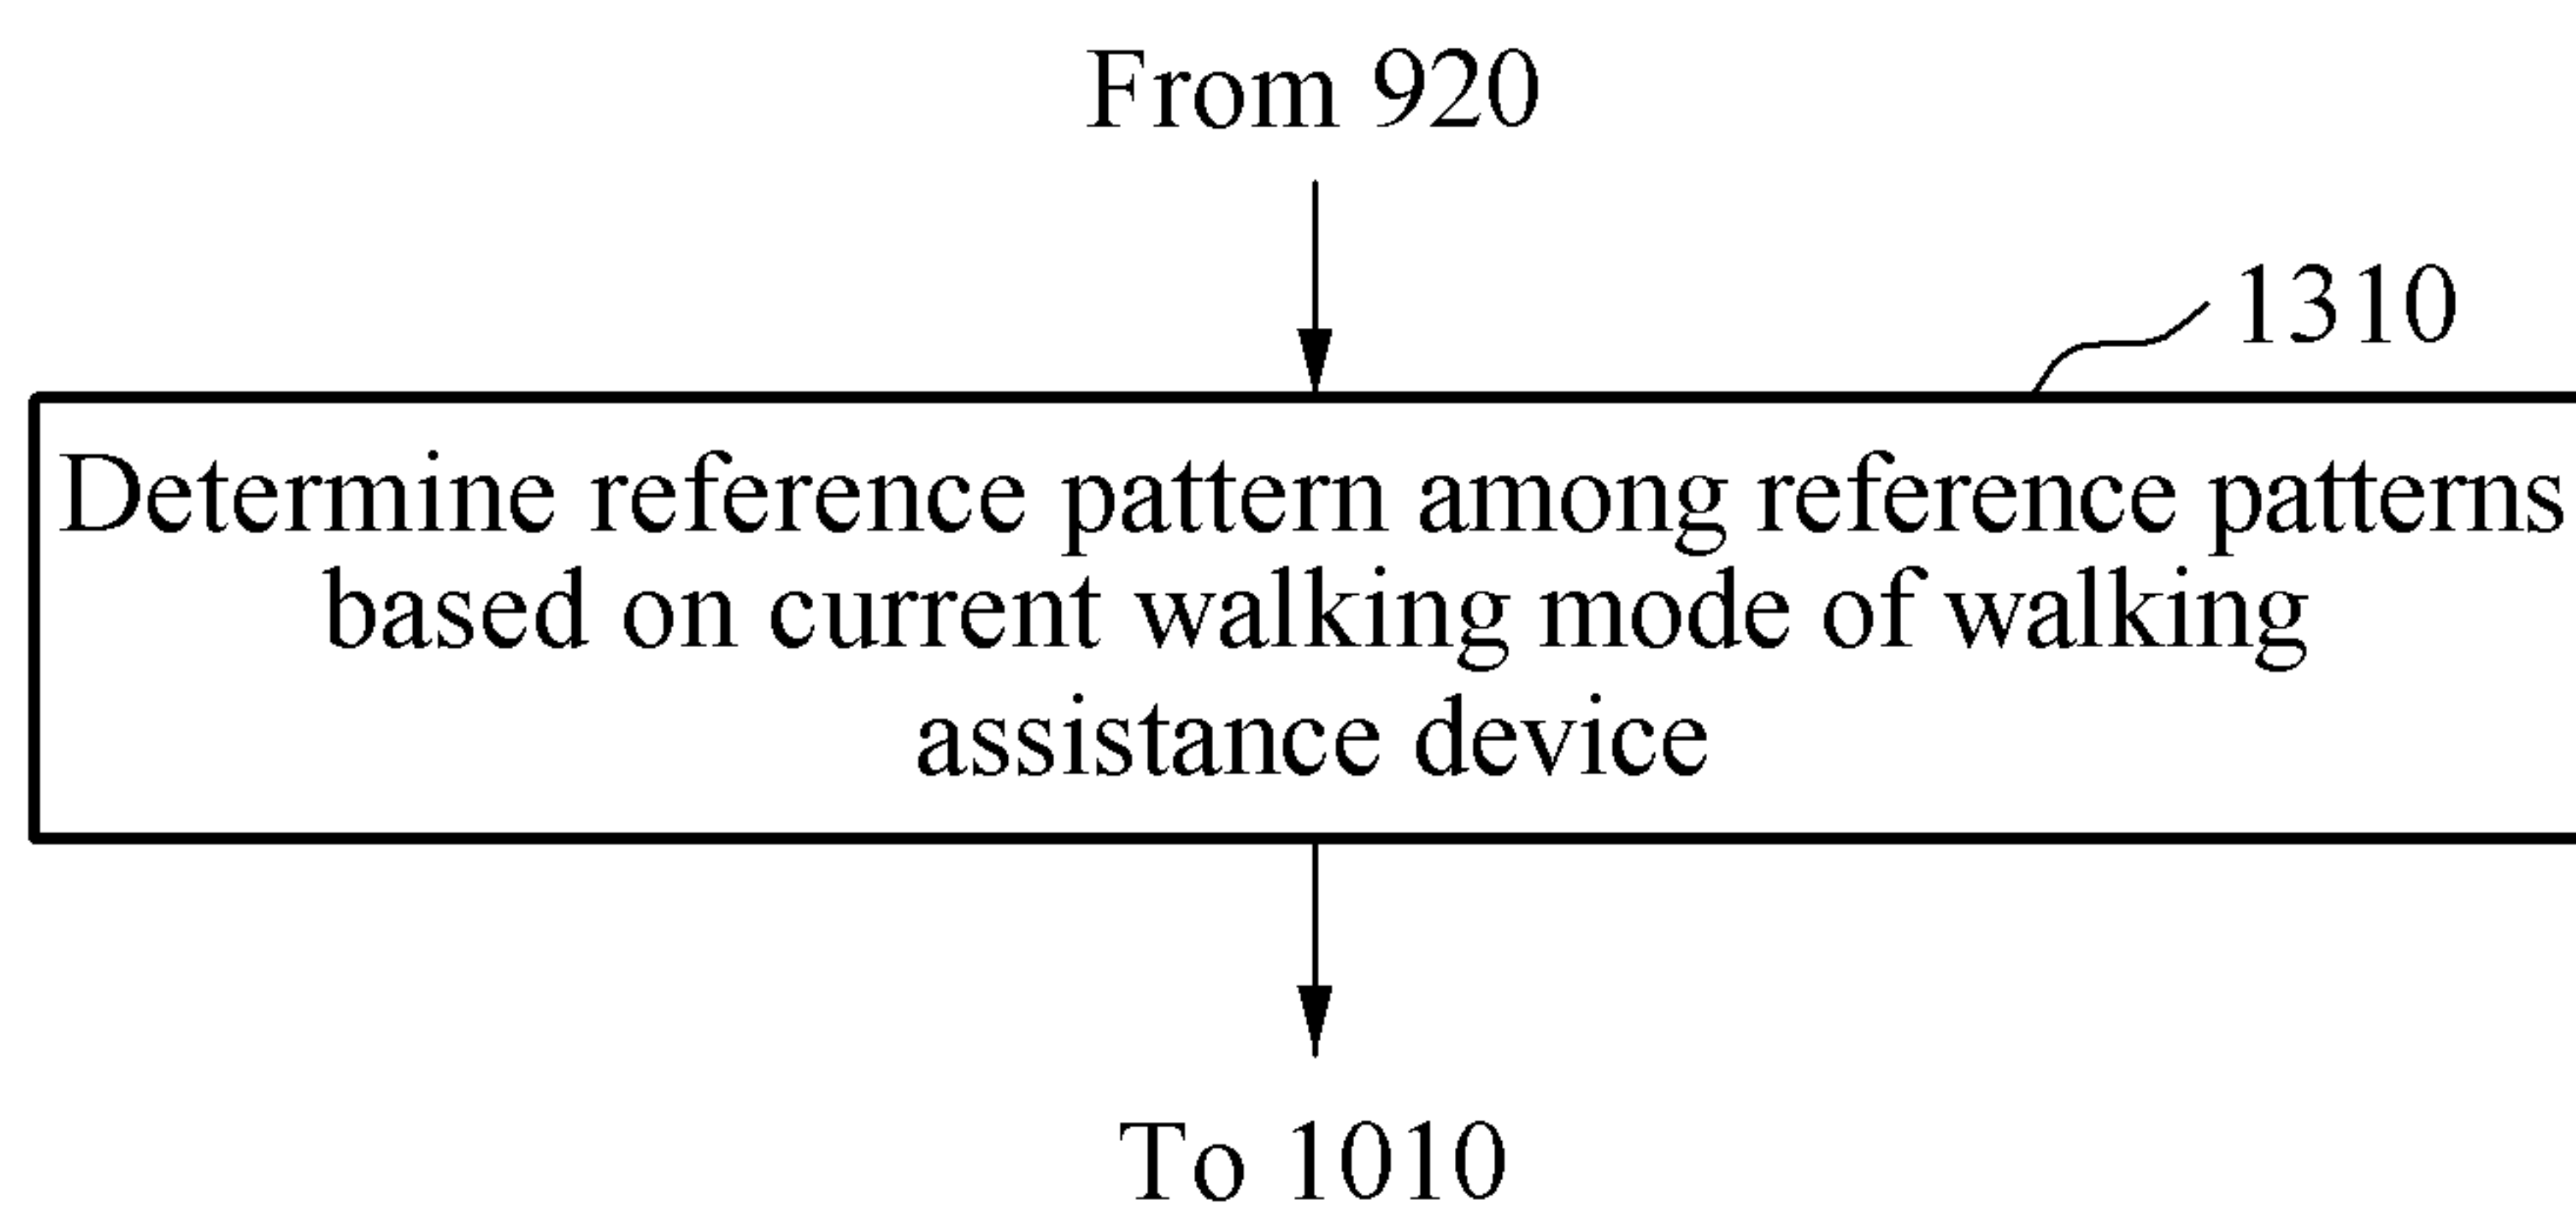 From 920
1310
Determine reference pattern among reference patterns
based on current walking mode of walking
assistance device
To 1010